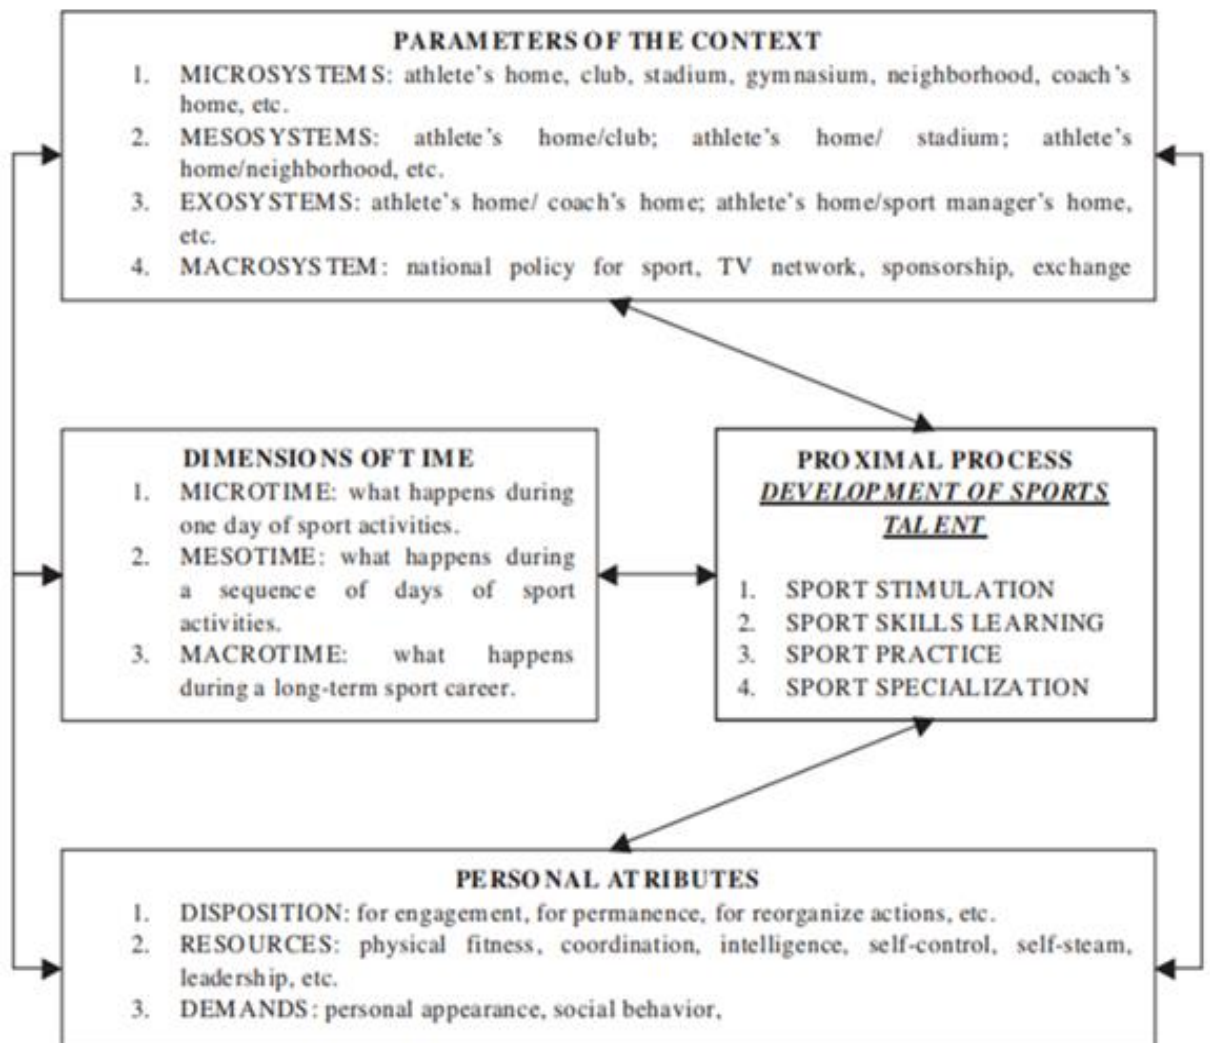 PARAMETERS OF THE CONTEXT
1. MICROSYSTEMS: athlete's home, club, stadium, gymnasium, neighborhood, coach's
home, etc.
2. MESOSYSTEMS: athlete's home/club; athlete's home/ stadium; athlete's
home/neighborhood, etc.
3. EXOSYSTEMS: athlete's home/ coach's home; athlete's home/sport manager's home,
etc.
4. MACROSYSTEM: national policy for sport, TV network, sponsorship, exchange
DIMENSIONS OF TIME
1. MICROTIME: what happens during
one day of sport activities.
2. MESOTIME: what happens during
a sequence of days of sport
activities.
3. MACROTIME: what happens
during a long-term sport career.
PROXIMAL PROCESS
DEVELOPMENT OF SPORTS
TALENT
1. SPORT STIMULATION
2. SPORT SKILLS LEARNING
3. SPORT PRACTICE
4. SPORT SPECIALIZATION
PERSONAL ATRIBUTES
1. DISPOSITION: for engagement, for permanence, for reorganize actions, etc.
2. RESOURCES: physical fitness, coordination, intelligence, self-control, self-steam,
leadership, etc.
3. DEMANDS: personal appearance, social behavior,